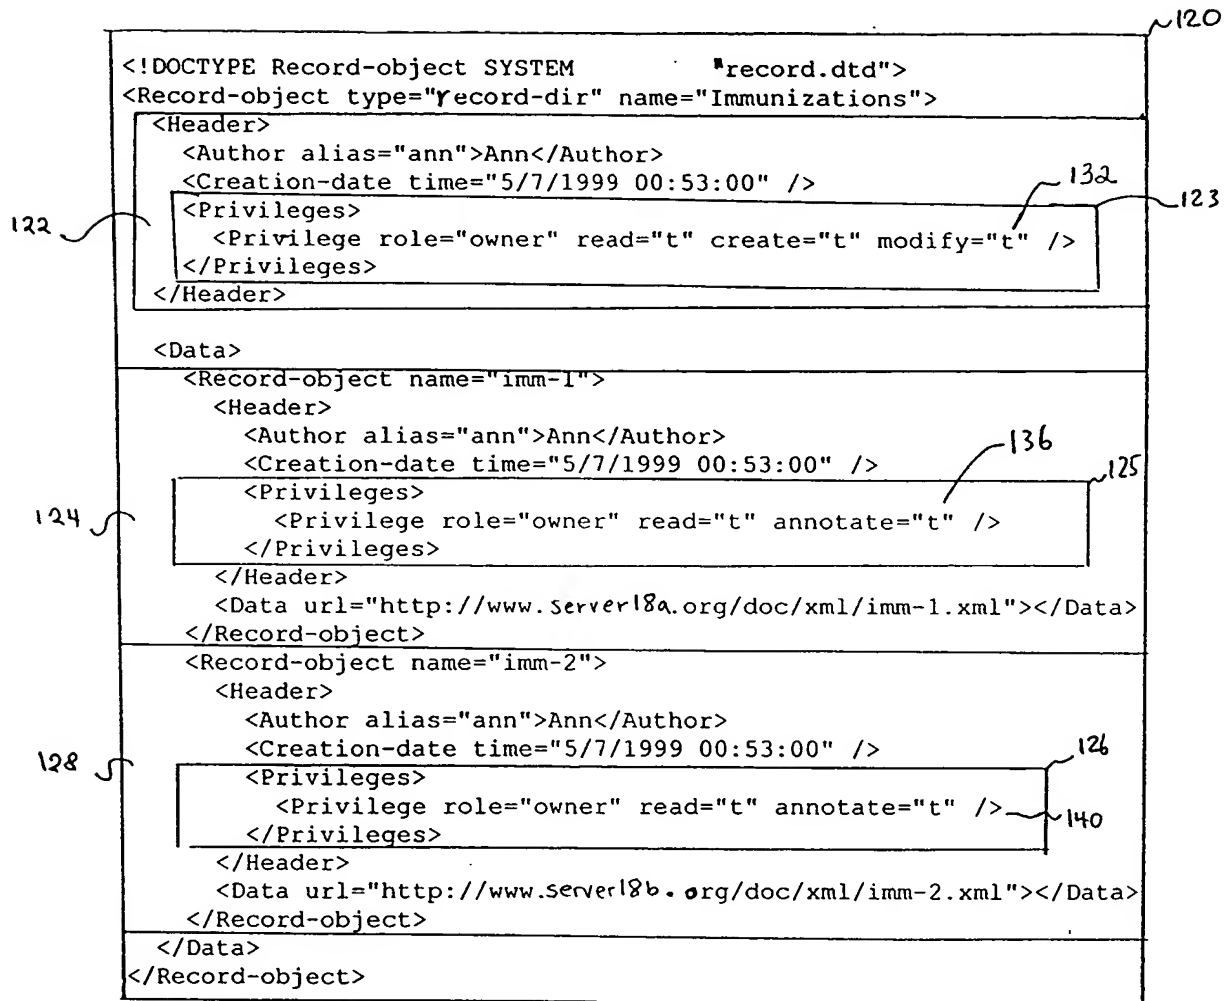 120
<!DOCTYPE Record-object SYSTEM "record.dtd">
<Record-object type="record-dir" name="Immunizations">
<Header>
<Author alias="ann">Ann</Author>
<Creation-date time="5/7/1999 00:53:00" />
132
123
<Privileges>
122
<Privilege role="owner" read="t" create="t" modify="t" />
</Privileges>
</Header>
<Data>
<Record-object name="imm-1">
<Header>
<Author alias="ann">Ann</Author>
136
<Creation-date time="5/7/1999 00:53:00" />
125
<Privileges>
124
<Privilege role="owner" read="t" annotate="t" />
</Privileges>
</Header>
<Data url="http://www.server18a.org/doc/xml/imm-1.xml"></Data>
</Record-object>
<Record-object name="imm-2">
<Header>
<Author alias="ann">Ann</Author>
<Creation-date time="5/7/1999 00:53:00" />
126
128
<Privileges>
<Privilege role="owner" read="t" annotate="t" />
140
</Privileges>
</Header>
<Data url="http://www.server18b.org/doc/xml/imm-2.xml"></Data>
</Record-object>
</Data>
</Record-object>